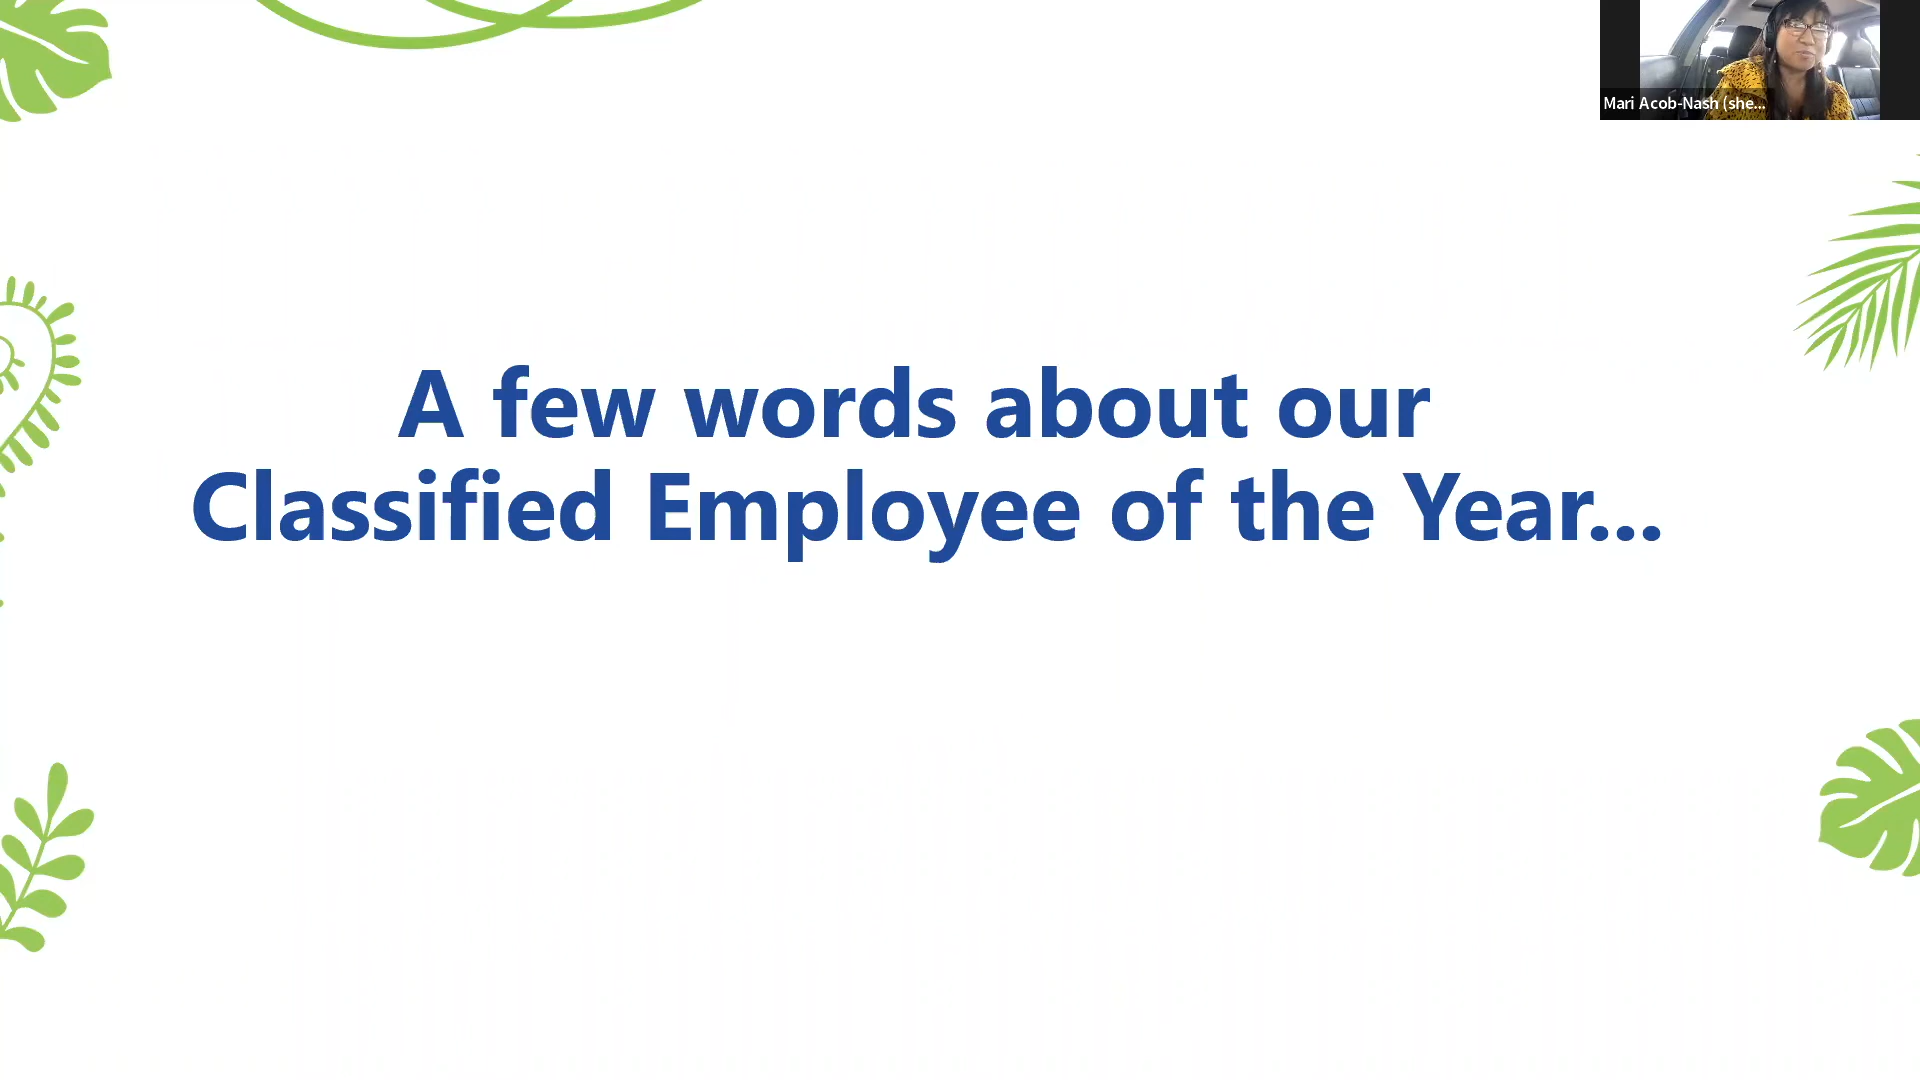 Mari Acob-Nash (she...
A few words about our
Classified Employee of the Year...